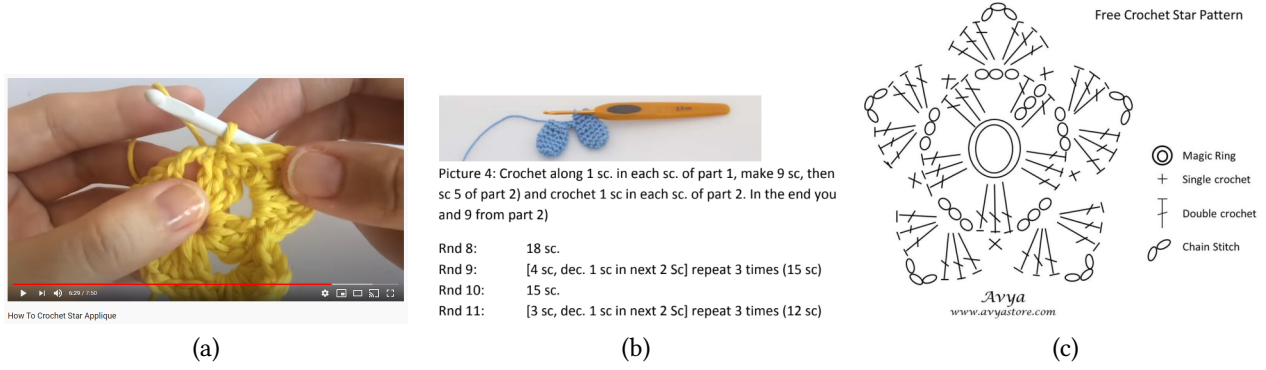 6:29 / 7:50
How To Crochet Star Applique
(a)
Picture 4: Crochet along 1 sc. in each sc. of part 1, make 9 sc, then
sc 5 of part 2) and crochet 1 sc in each sc. of part 2. In the end you
and 9 from part 2)
Rnd 8: 18 sc.
Rnd 9: [4 sc, dec. 1 sc in next 2 Sc] repeat 3 times (15 sc)
Rnd 10: 15 sc.
Rnd 11: [3 sc, dec. 1 sc in next 2 Sc] repeat 3 times (12 sc)
(b)
Free Crochet Star Pattern
Magic Ring
Single crochet
Double crochet
Chain Stitch
Avya
www.avyastore.com
(c)